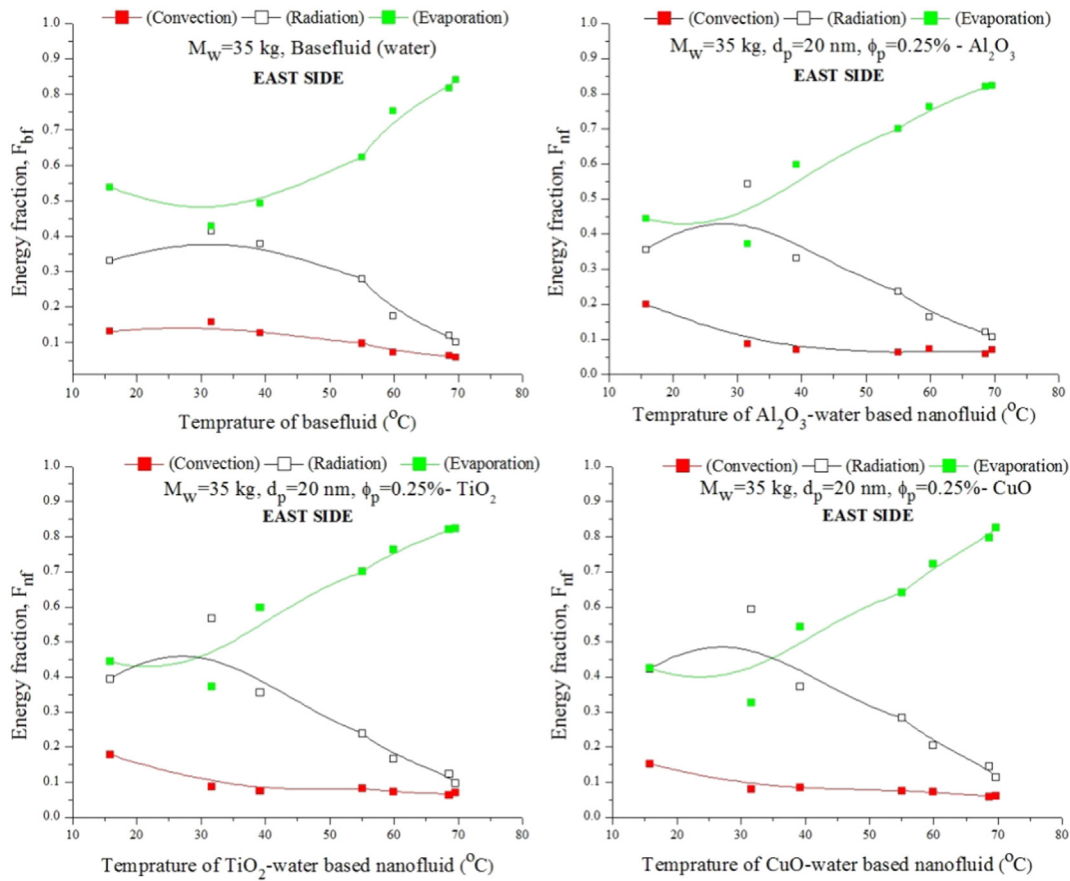 (Convection) (Radiation) (Evaporation)
M_W=35 kg, Basefluid (water)
EAST SIDE
Energy fraction, F_bf
1.0
0.9
0.8
0.7
0.6
0.5
0.4
0.3
0.2
0.1
10 20 30 40 50 60 70 80
Temprature of basefluid (°C)
(Convection) (Radiation) (Evaporation)
M_W=35 kg, d_p=20 nm, ϕ_p=0.25% - Al₂O₃
EAST SIDE
Energy fraction, F_nf
1.0
0.9
0.8
0.7
0.6
0.5
0.4
0.3
0.2
0.1
0.0
10 20 30 40 50 60 70 80
Temprature of Al₂O₃-water based nanofluid (°C)
(Convection) (Radiation) (Evaporation)
M_W=35 kg, d_p=20 nm, ϕ_p=0.25%- TiO₂
EAST SIDE
Energy fraction, F_nf
1.0
0.9
0.8
0.7
0.6
0.5
0.4
0.3
0.2
0.1
0.0
10 20 30 40 50 60 70 80
Temprature of TiO₂-water based nanofluid (°C)
(Convection) (Radiation) (Evaporation)
M_W=35 kg, d_p=20 nm, ϕ_p=0.25%- CuO
EAST SIDE
Energy fraction, F_nf
1.0
0.9
0.8
0.7
0.6
0.5
0.4
0.3
0.2
0.1
0.0
10 20 30 40 50 60 70 80
Temprature of CuO-water based nanofluid (°C)